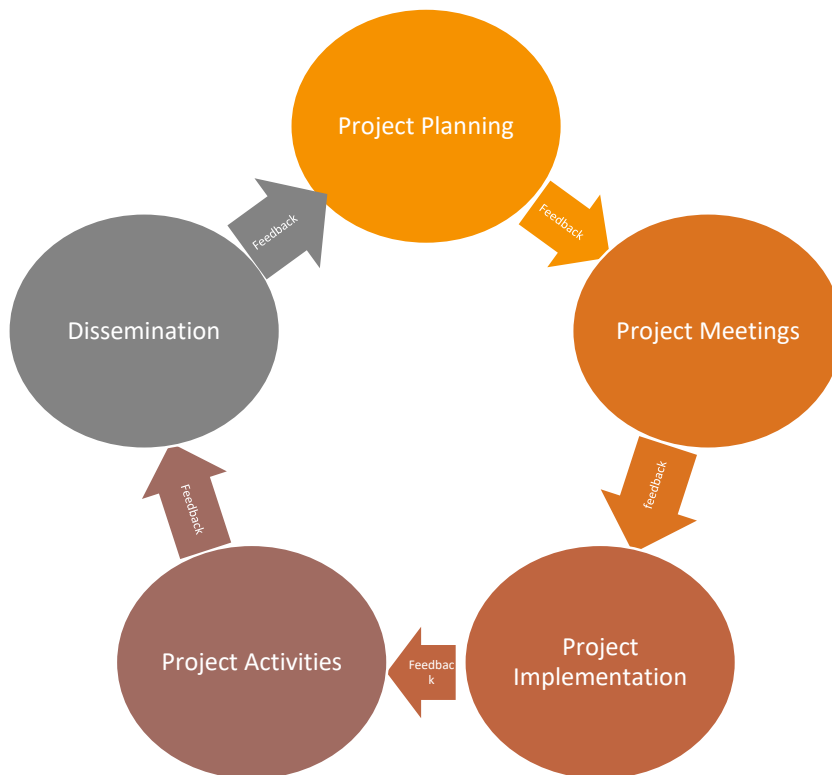 Project Planning
Feedback
Project Meetings
feedback
Project
Implementation
Feedbac
k
Project Activities
Feedback
Dissemination
Feedback